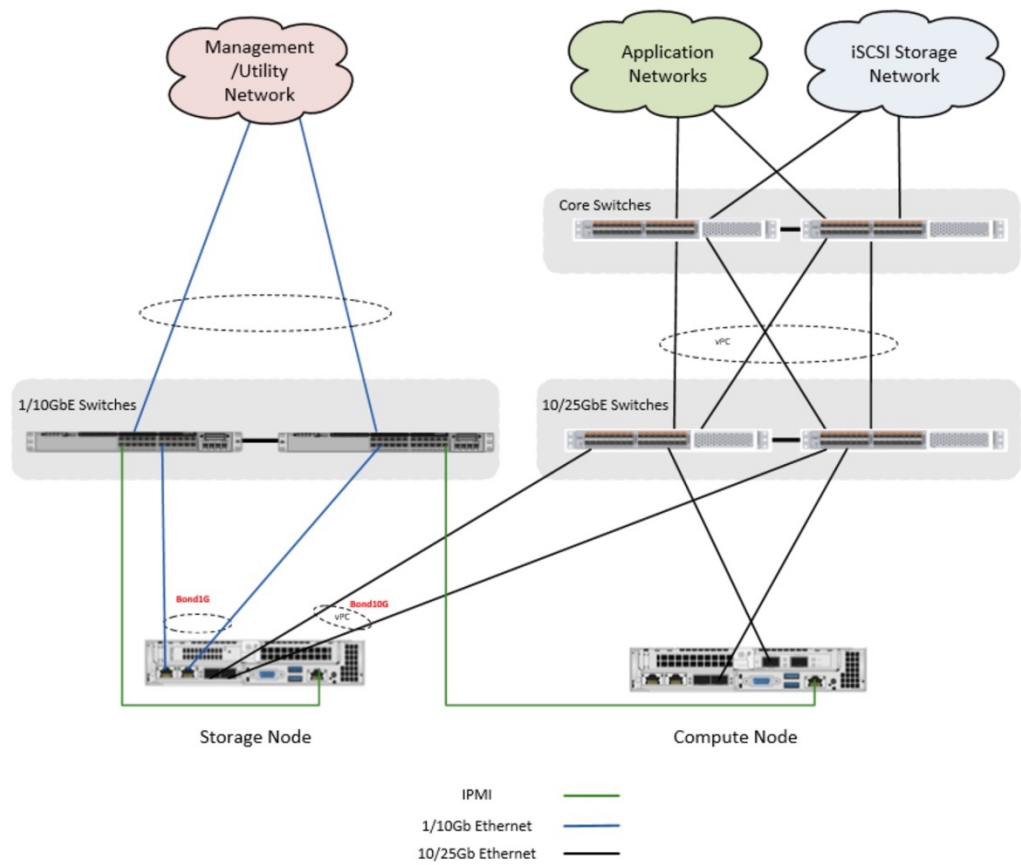 Management
/Utility
Network
Application
Networks
iSCSI Storage
Network
Core Switches
vPC
1/10GbE Switches
10/25GbE Switches
Bond1G
Bond10G
vPC
Storage Node
Compute Node
IPMI
1/10Gb Ethernet
10/25Gb Ethernet